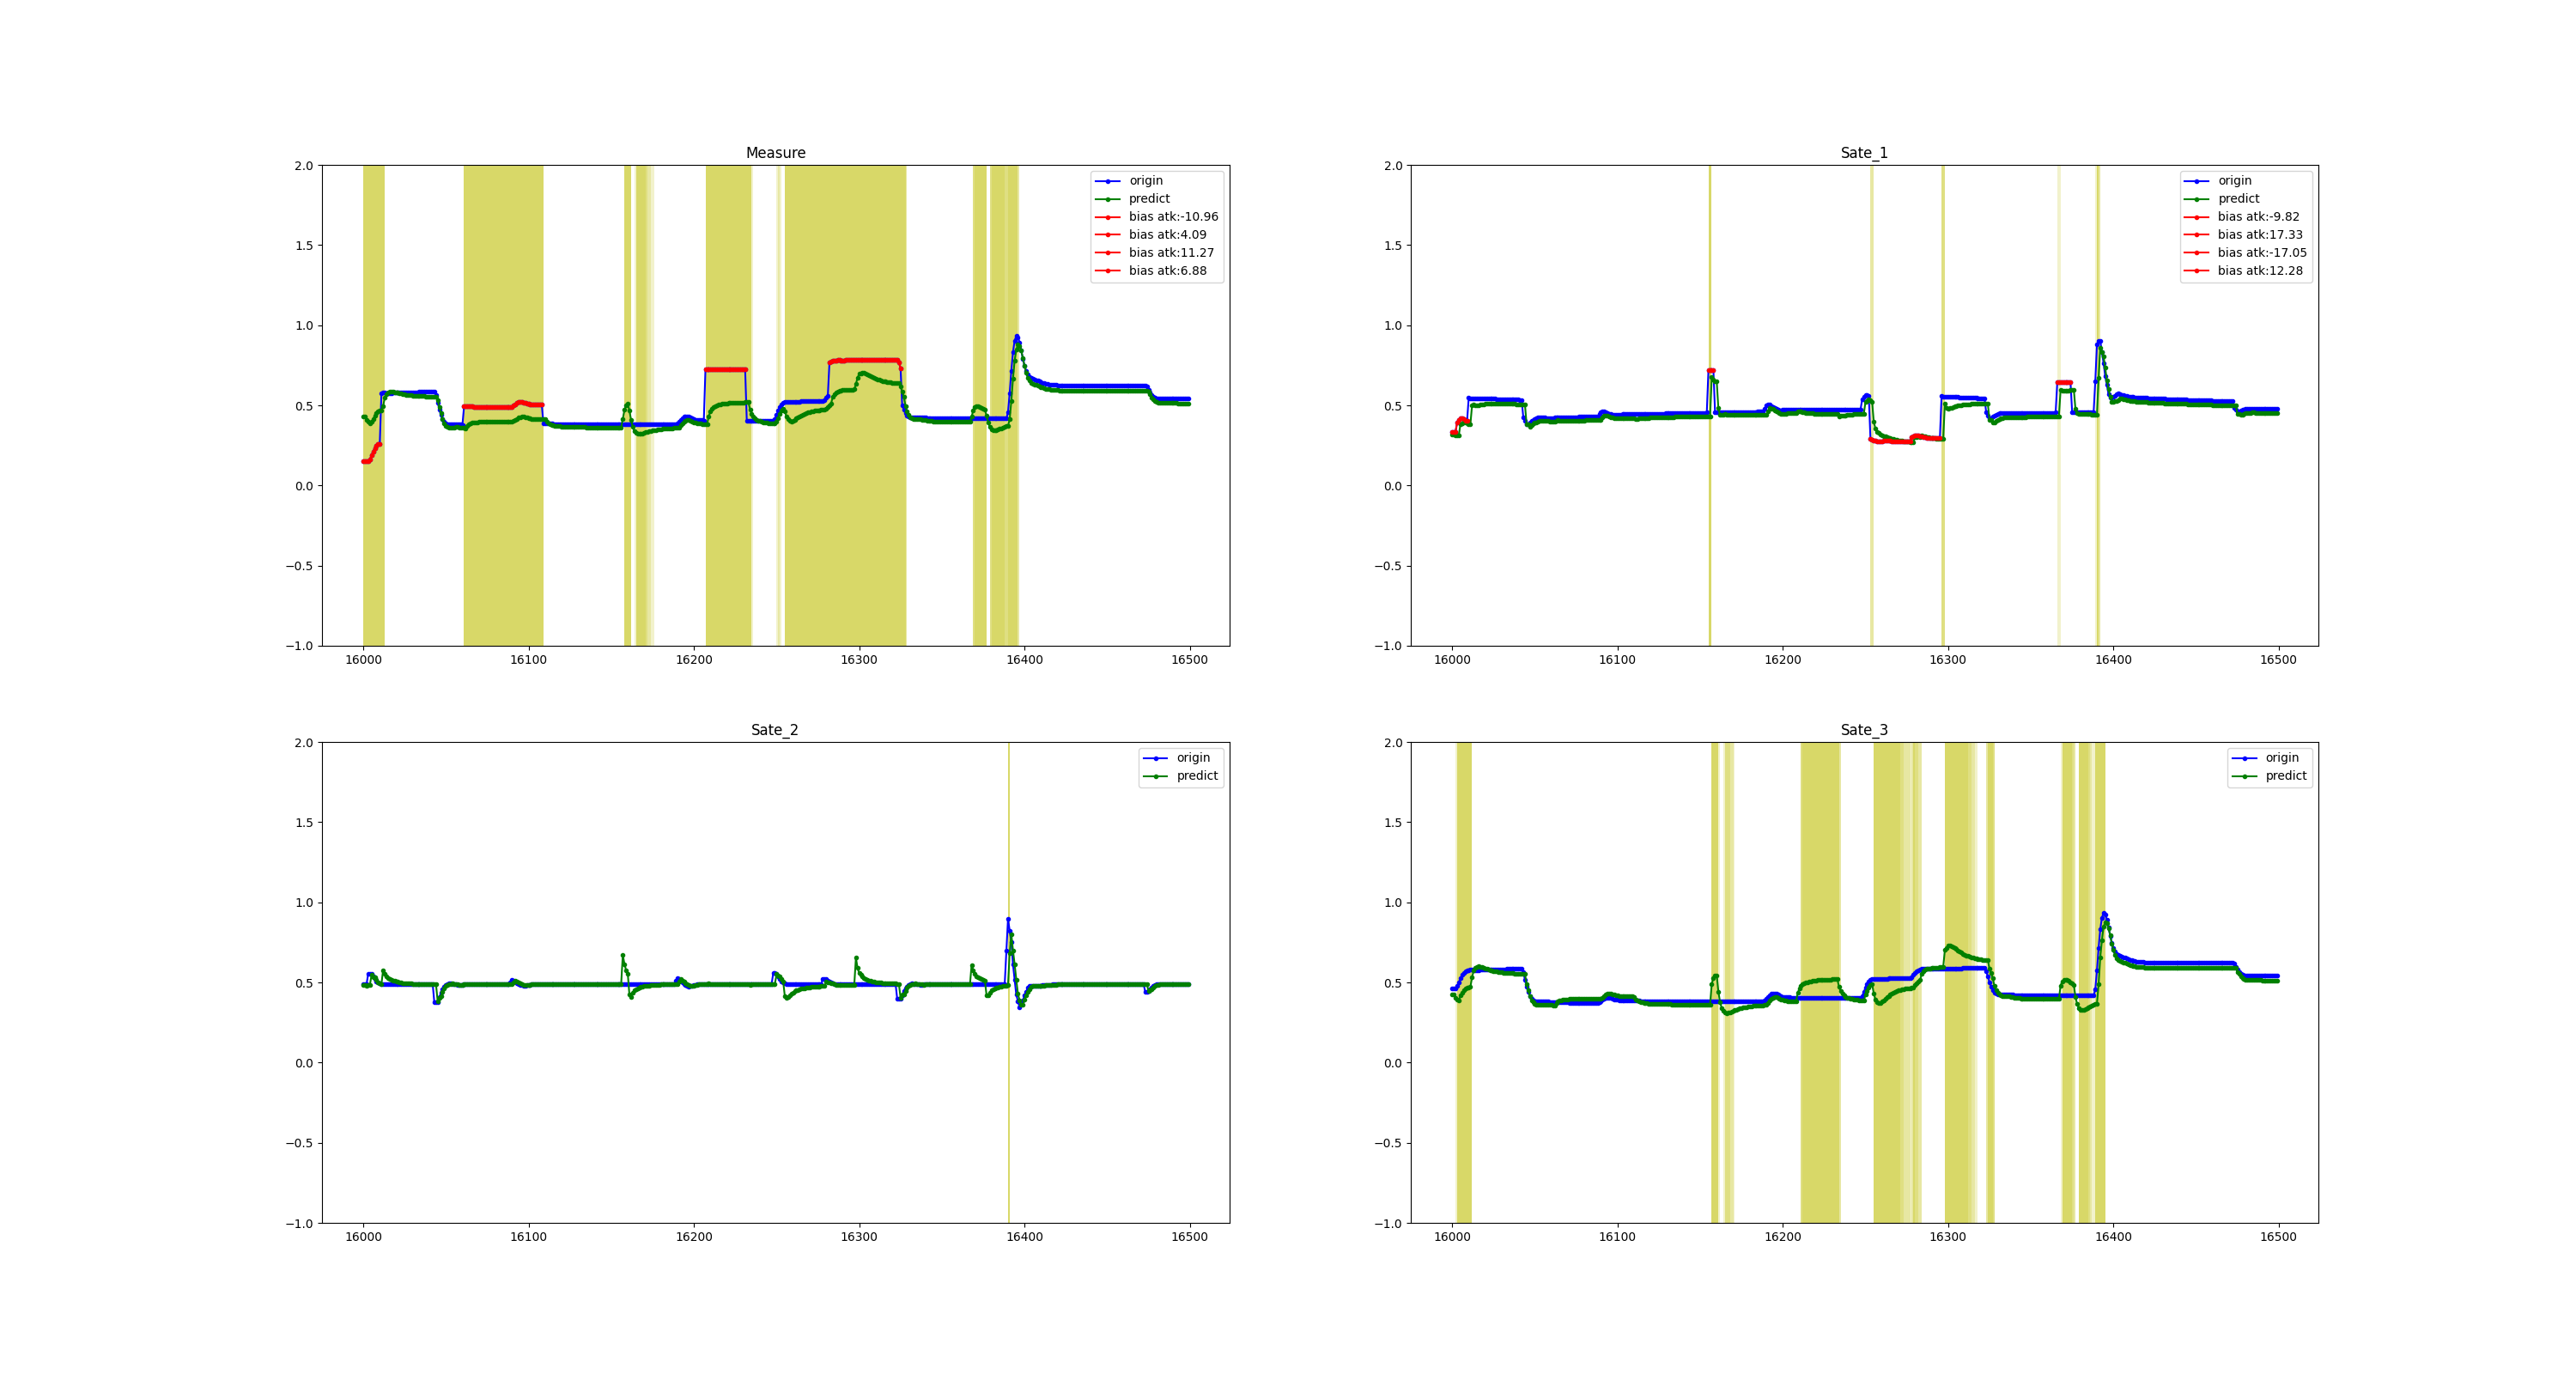 Measure
2.0
1.5
1.0
0.5
0.0
−0.5
−1.0
16000 16100 16200 16300 16400 16500
origin
predict
bias atk:-10.96
bias atk:4.09
bias atk:11.27
bias atk:6.88
Sate_1
2.0
1.5
1.0
0.5
0.0
−0.5
−1.0
16000 16100 16200 16300 16400 16500
origin
predict
bias atk:-9.82
bias atk:17.33
bias atk:-17.05
bias atk:12.28
Sate_2
2.0
1.5
1.0
0.5
0.0
−0.5
−1.0
16000 16100 16200 16300 16400 16500
origin
predict
Sate_3
2.0
1.5
1.0
0.5
0.0
−0.5
−1.0
16000 16100 16200 16300 16400 16500
origin
predict